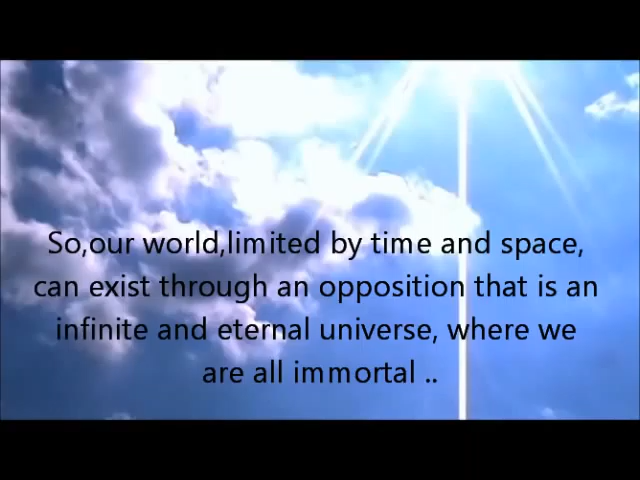 So,our world,limited by time and space,
can exist through an opposition that is an
infinite and eternal universe, where we
are all immortal ..